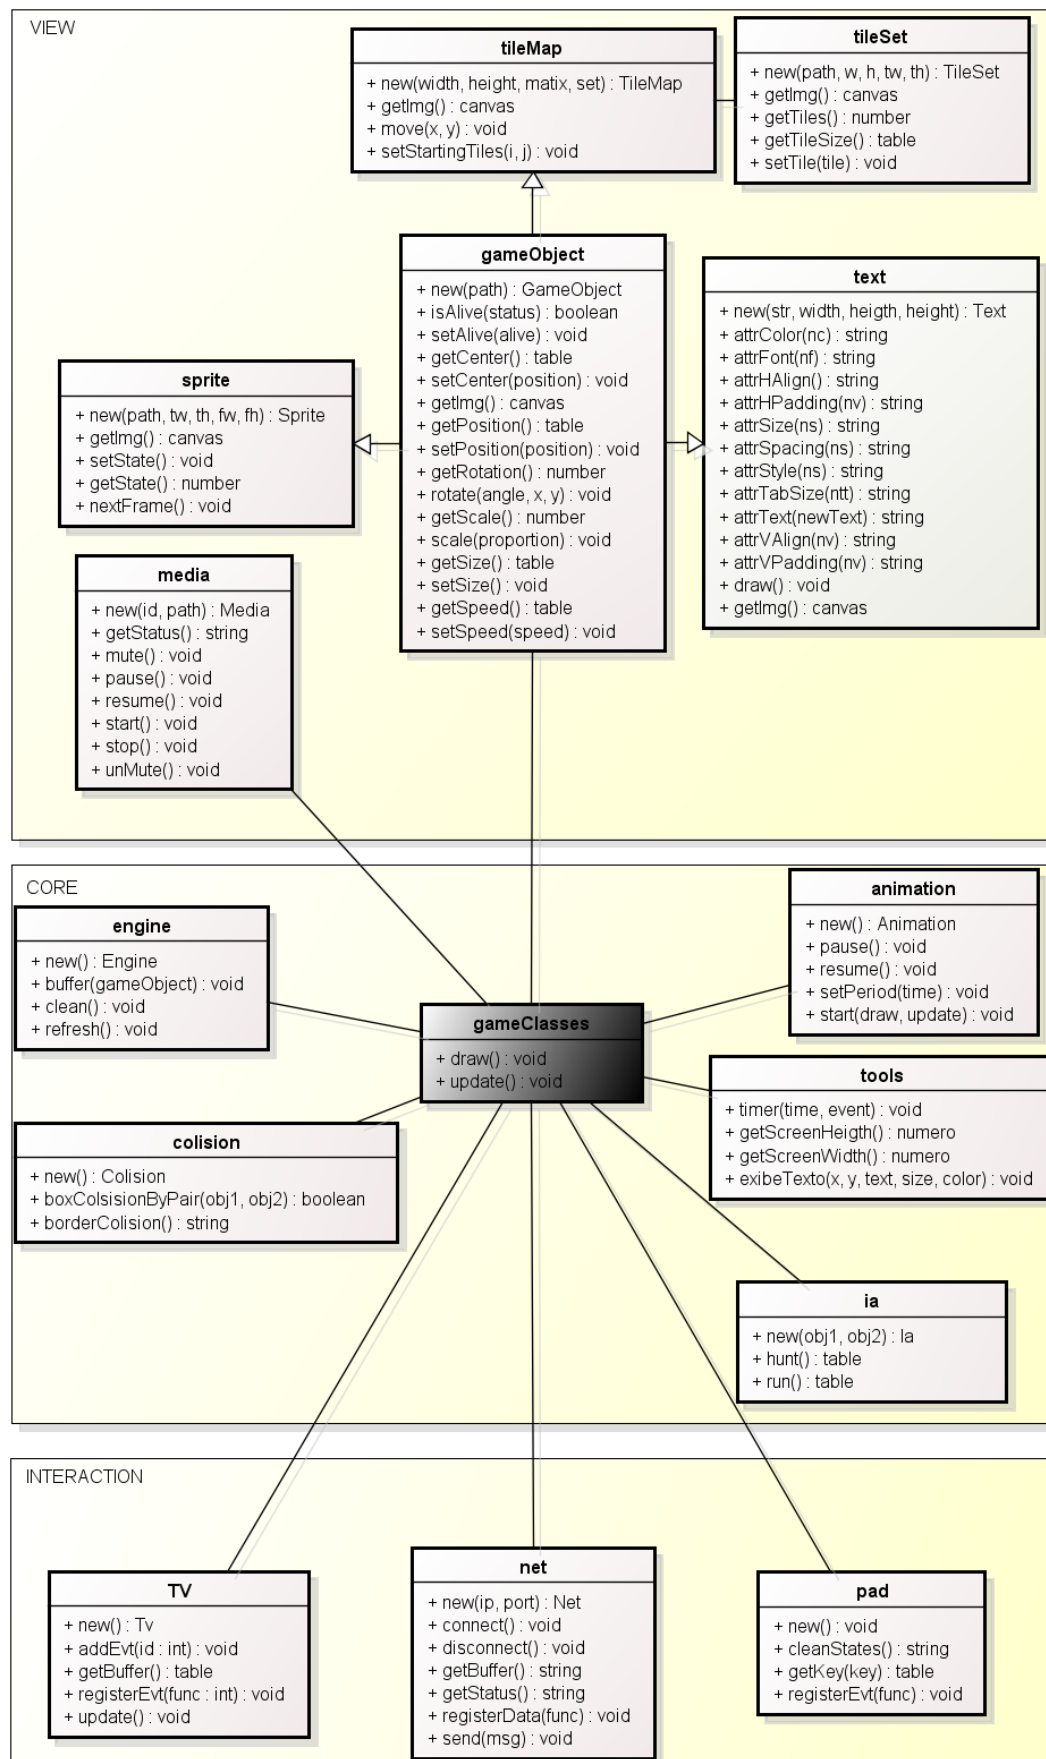 VIEW
tileMap
+ new(width, height, matix, set) : TileMap
+ getImg() : canvas
+ move(x, y) : void
+ setStartingTiles(i, j) : void
tileSet
+ new(path, w, h, tw, th) : TileSet
+ getImg() : canvas
+ getTiles() : number
+ getTileSize() : table
+ setTile(tile) : void
gameObject
+ new(path) : GameObject
+ isAlive(status) : boolean
+ setAlive(alive) : void
+ getCenter() : table
+ setCenter(position) : void
+ getImg() : canvas
+ getPosition() : table
+ setPosition(position) : void
+ getRotation() : number
+ rotate(angle, x, y) : void
+ getScale() : number
+ scale(proportion) : void
+ getSize() : table
+ setSize() : void
+ getSpeed() : table
+ setSpeed(speed) : void
text
+ new(str, width, heigth, height) : Text
+ attrColor(nc) : string
+ attrFont(nf) : string
+ attrHAlign() : string
+ attrHPadding(nv) : string
+ attrSize(ns) : string
+ attrSpacing(ns) : string
+ attrStyle(ns) : string
+ attrTabSize(ntt) : string
+ attrText(newText) : string
+ attrVAlign(nv) : string
+ attrVPadding(nv) : string
+ draw() : void
+ getImg() : canvas
sprite
+ new(path, tw, th, fw, fh) : Sprite
+ getImg() : canvas
+ setState() : void
+ getState() : number
+ nextFrame() : void
media
+ new(id, path) : Media
+ getStatus() : string
+ mute() : void
+ pause() : void
+ resume() : void
+ start() : void
+ stop() : void
+ unMute() : void
CORE
engine
+ new() : Engine
+ buffer(gameObject) : void
+ clean() : void
+ refresh() : void
animation
+ new() : Animation
+ pause() : void
+ resume() : void
+ setPeriod(time) : void
+ start(draw, update) : void
gameClasses
+ draw() : void
+ update() : void
tools
+ timer(time, event) : void
+ getScreenHeigth() : numero
+ getScreenWidth() : numero
+ exibeTexto(x, y, text, size, color) : void
colision
+ new() : Colision
+ boxColsisionByPair(obj1, obj2) : boolean
+ borderColision() : string
ia
+ new(obj1, obj2) : Ia
+ hunt() : table
+ run() : table
INTERACTION
TV
+ new() : Tv
+ addEvt(id : int) : void
+ getBuffer() : table
+ registerEvt(func : int) : void
+ update() : void
net
+ new(ip, port) : Net
+ connect() : void
+ disconnect() : void
+ getBuffer() : string
+ getStatus() : string
+ registerData(func) : void
+ send(msg) : void
pad
+ new() : void
+ cleanStates() : string
+ getKey(key) : table
+ registerEvt(func) : void